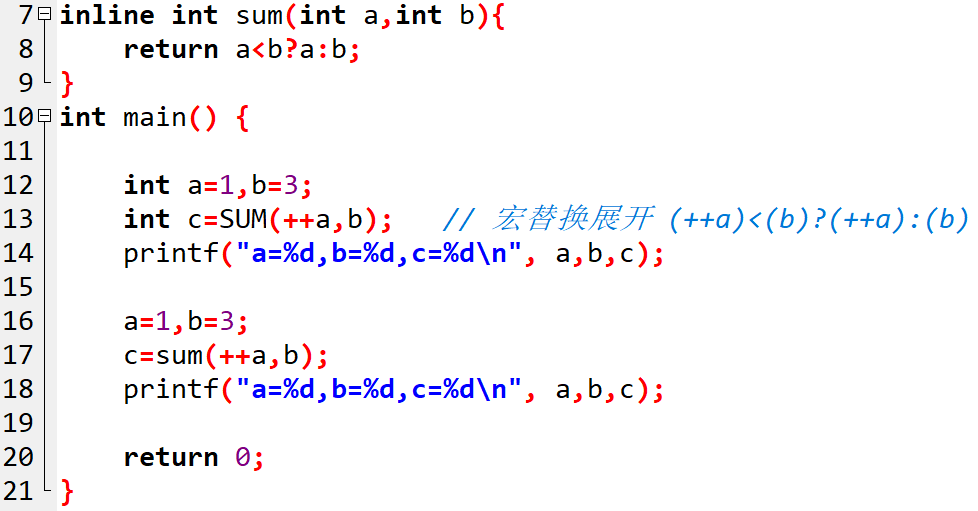 7 inline int sum(int a,int b){
8     return a<b?a:b;
9 }
10 int main() {
11
12     int a=1,b=3;
13     int c=SUM(++a,b);   // 宏替换展开 (++a)<(b)?(++a):(b)
14     printf("a=%d,b=%d,c=%d\n", a,b,c);
15
16     a=1,b=3;
17     c=sum(++a,b);
18     printf("a=%d,b=%d,c=%d\n", a,b,c);
19
20     return 0;
21 }